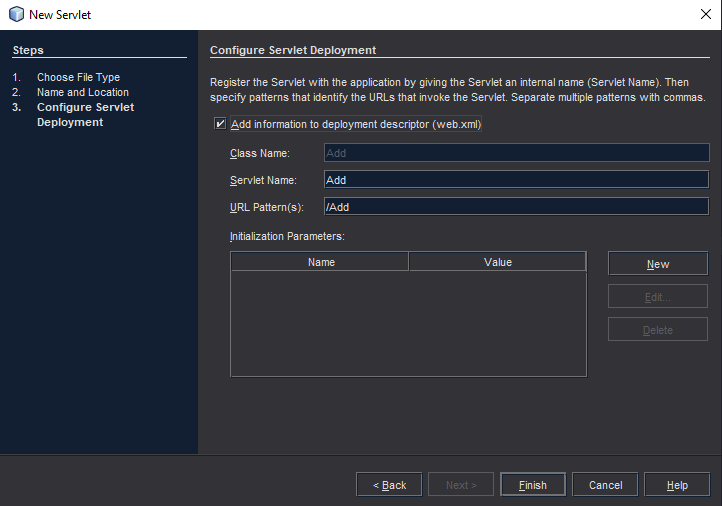 New Servlet
Steps
1. Choose File Type
2. Name and Location
3. Configure Servlet
Deployment
Configure Servlet Deployment
Register the Servlet with the application by giving the Servlet an internal name (Servlet Name). Then
specify patterns that identify the URLs that invoke the Servlet. Separate multiple patterns with commas.
Add information to deployment descriptor (web.xml)
Class Name: Add
Servlet Name: Add
URL Pattern(s): /Add
Initialization Parameters:
Name Value
New
Edit...
Delete
< Back Next > Finish Cancel Help